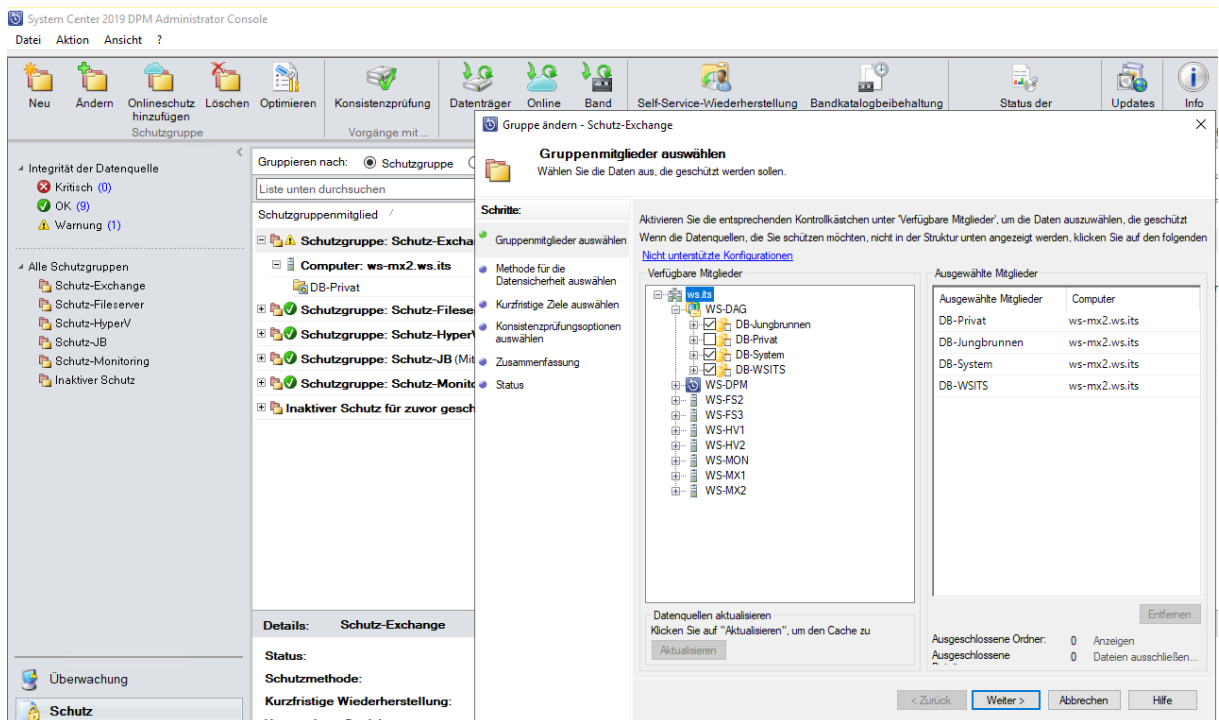 System Center 2019 DPM Administrator Console
Datei Aktion Ansicht ?
Neu Ändern Onlineschutz hinzufügen Löschen Optimieren Konsistenzprüfung Datenträger Online Band Self-Service-Wiederherstellung Bandkatalogbeibehaltung Status der Updates Info
Schutzgruppe Vorgänge mit ...
Integrität der Datenquelle
Kritisch (0)
OK (9)
Warnung (1)
Alle Schutzgruppen
Schutz-Exchange
Schutz-Fileserver
Schutz-HyperV
Schutz-JB
Schutz-Monitoring
Inaktiver Schutz
Überwachung
Schutz
Gruppieren nach: Schutzgruppe
Liste unten durchsuchen
Schutzgruppenmitglied
Schutzgruppe: Schutz-Excha
Computer: ws-mx2.ws.its
DB-Privat
Schutzgruppe: Schutz-Filese
Schutzgruppe: Schutz-HyperV
Schutzgruppe: Schutz-JB (Mit
Schutzgruppe: Schutz-Monito
Inaktiver Schutz für zuvor gesch
Details: Schutz-Exchange
Status:
Schutzmethode:
Kurzfristige Wiederherstellung:
Gruppe ändern - Schutz-Exchange
Gruppenmitglieder auswählen
Wählen Sie die Daten aus, die geschützt werden sollen.
Schritte:
Gruppenmitglieder auswählen
Methode für die
Datensicherheit auswählen
Kurzfristige Ziele auswählen
Konsistenzprüfungsoptionen
auswählen
Zusammenfassung
Status
Aktivieren Sie die entsprechenden Kontrollkästchen unter 'Verfügbare Mitglieder', um die Daten auszuwählen, die geschützt
Wenn die Datenquellen, die Sie schützen möchten, nicht in der Struktur unten angezeigt werden, klicken Sie auf den folgenden
Nicht unterstützte Konfigurationen
Verfügbare Mitglieder
ws.its
WS-DAG
DB-Jungbrunnen
DB-Privat
DB-System
DB-WSITS
WS-DPM
WS-FS2
WS-FS3
WS-HV1
WS-HV2
WS-MON
WS-MX1
WS-MX2
Datenquellen aktualisieren
Klicken Sie auf "Aktualisieren", um den Cache zu
Aktualisieren
Ausgewählte Mitglieder
Ausgewählte Mitglieder Computer
DB-Privat ws-mx2.ws.its
DB-Jungbrunnen ws-mx2.ws.its
DB-System ws-mx2.ws.its
DB-WSITS ws-mx2.ws.its
Entfernen
Ausgeschlossene Ordner: 0 Anzeigen
Ausgeschlossene 0 Dateien ausschließen...
< Zurück Weiter > Abbrechen Hilfe